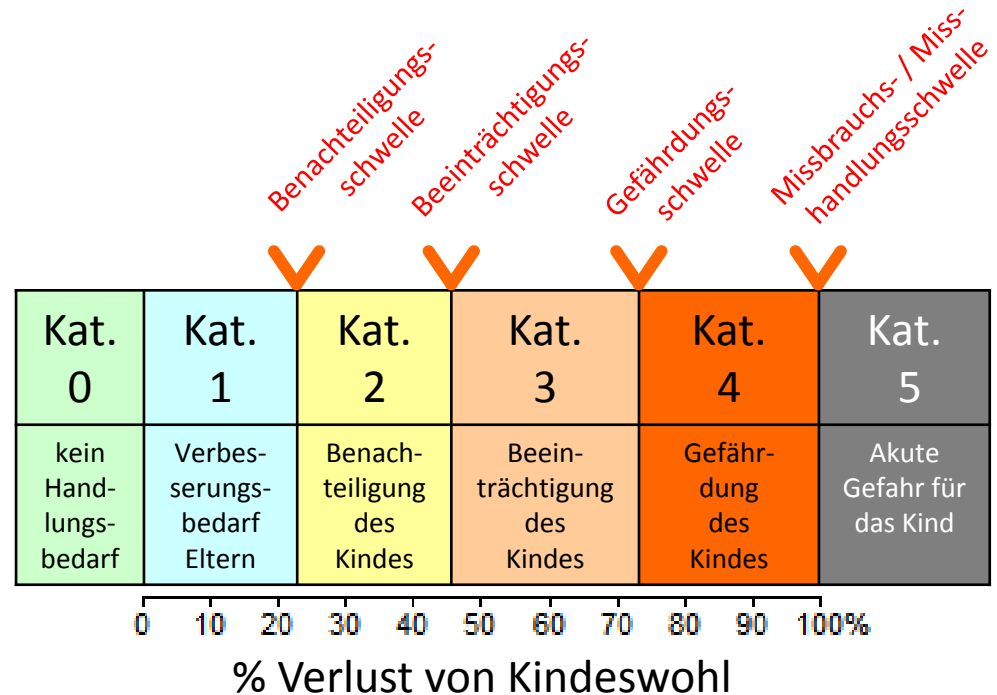 Benachteiligungs-
schwelle
Beeinträchtigungs-
schwelle
Gefährdungs-
schwelle
Missbrauchs- / Miss-
handlungsschwelle
Kat.
0
Kat.
1
Kat.
2
Kat.
3
Kat.
4
Kat.
5
kein
Hand-
lungs-
bedarf
Verbes-
serungs-
bedarf
Eltern
Benach-
teiligung
des
Kindes
Beein-
trächtigung
des
Kindes
Gefähr-
dung
des
Kindes
Akute
Gefahr für
das Kind
0 10 20 30 40 50 60 70 80 90 100%
% Verlust von Kindeswohl